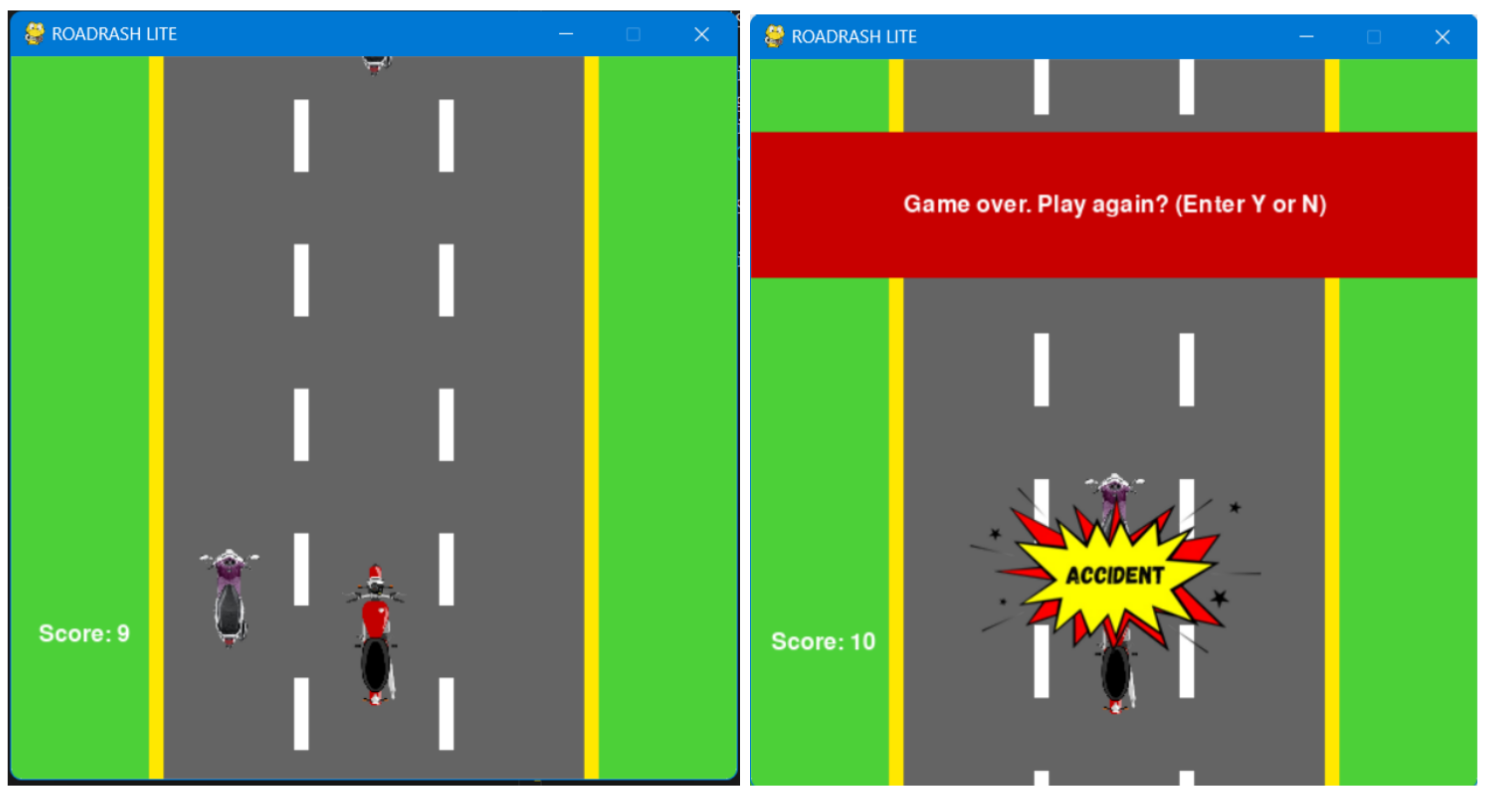 ROADRASH LITE
Score: 9
ROADRASH LITE
Game over. Play again? (Enter Y or N)
ACCIDENT
Score: 10